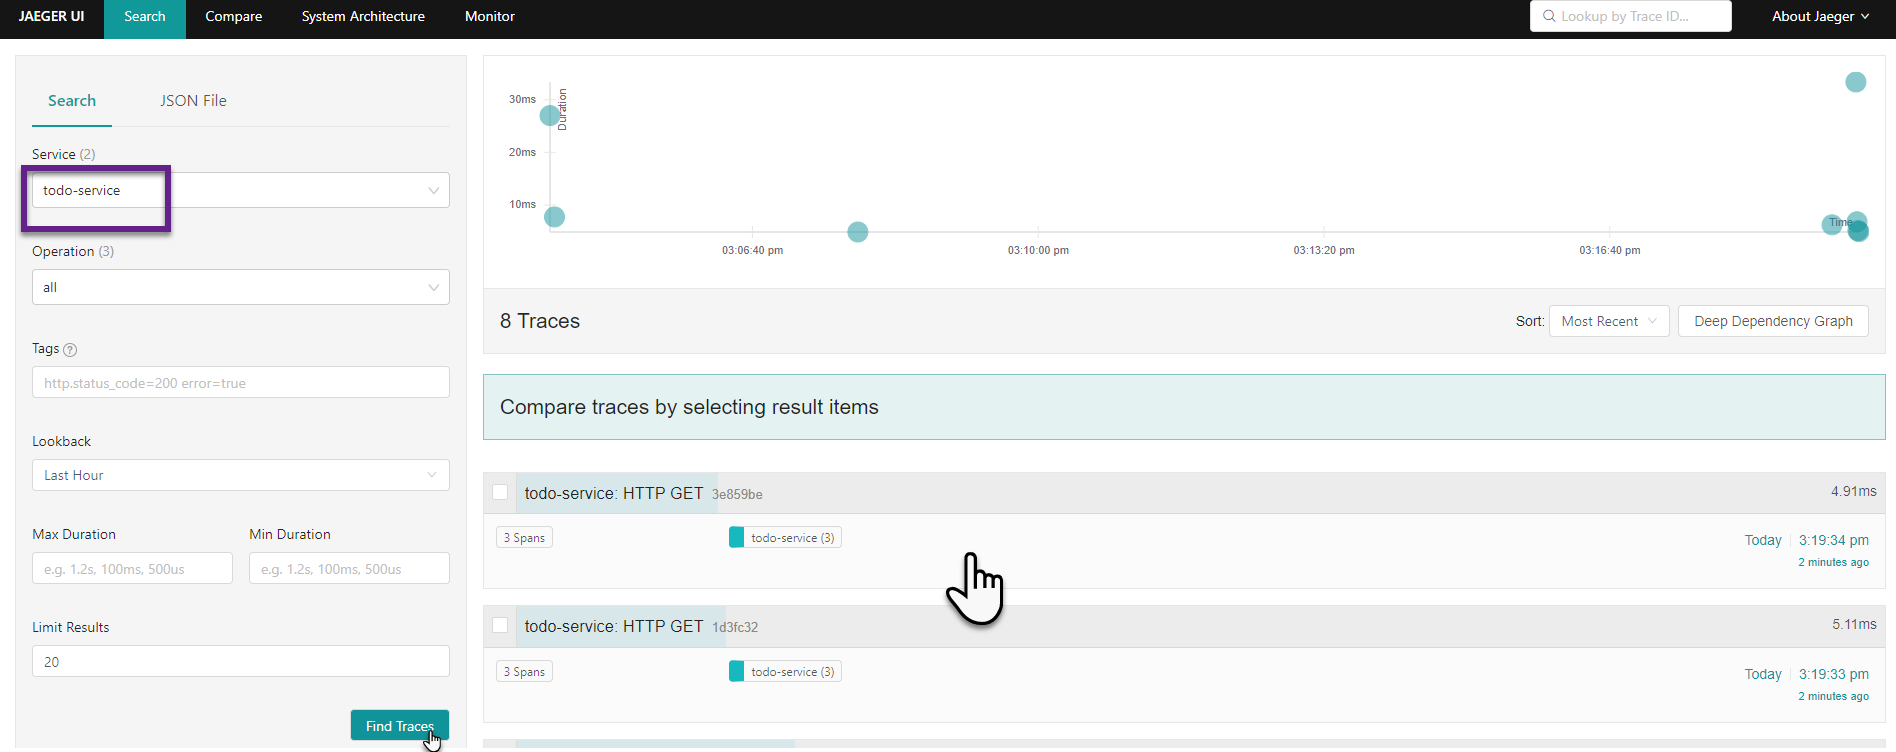 JAEGER UI Search Compare System Architecture Monitor Lookup by Trace ID... About Jaeger
Search JSON File
Service (2)
todo-service
Operation (3)
all
Tags ?
http.status_code=200 error=true
Lookback
Last Hour
Max Duration Min Duration
e.g. 1.2s, 100ms, 500us e.g. 1.2s, 100ms, 500us
Limit Results
20
Find Traces
Duration
30ms
20ms
10ms
Time
03:06:40 pm 03:10:00 pm 03:13:20 pm 03:16:40 pm
8 Traces Sort: Most Recent Deep Dependency Graph
Compare traces by selecting result items
todo-service: HTTP GET 3e859be 4.91ms
3 Spans todo-service (3) Today 3:19:34 pm
2 minutes ago
todo-service: HTTP GET 1d3fc32 5.11ms
3 Spans todo-service (3) Today 3:19:33 pm
2 minutes ago